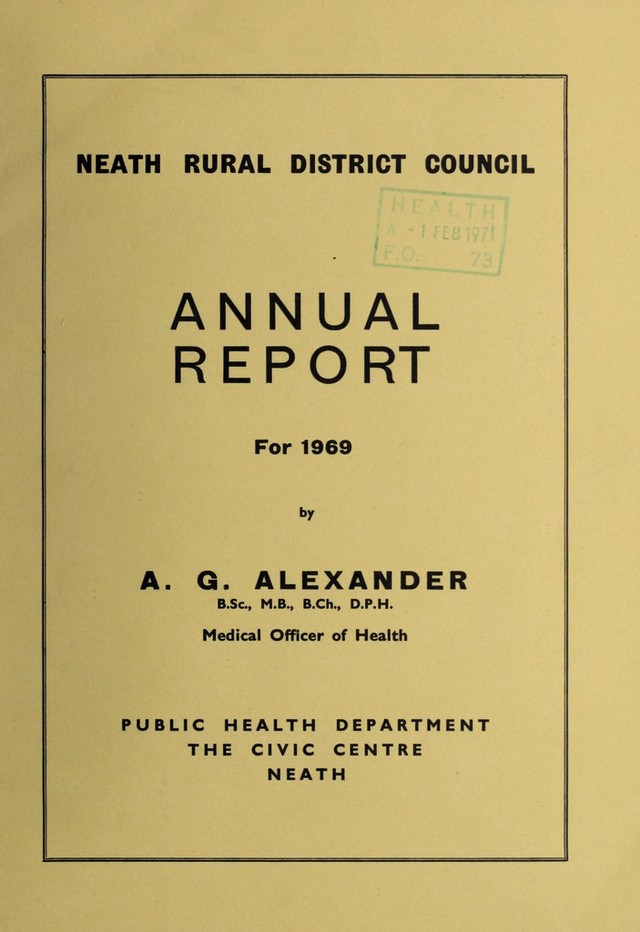 NEATH RURAL DISTRICT COUNCIL
HEALTH
A -1 FEB 1971
F.O. 73
ANNUAL
REPORT
For 1969
by
A. G. ALEXANDER
B.Sc., M.B., B.Ch., D.P.H.
Medical Officer of Health
PUBLIC HEALTH DEPARTMENT
THE CIVIC CENTRE
NEATH